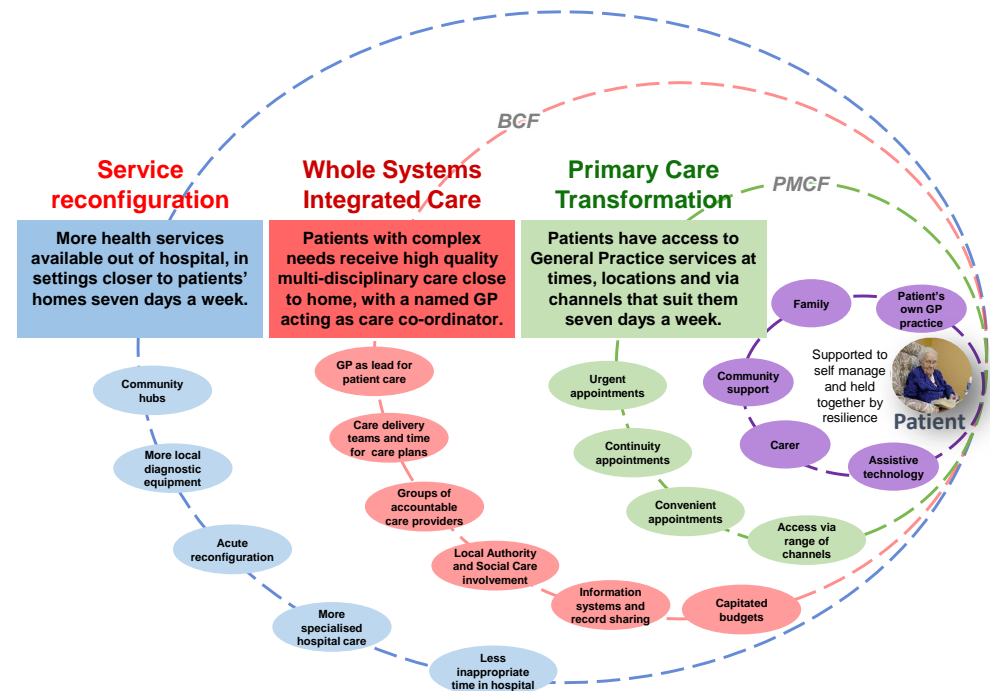 BCF
PMCF
Service
reconfiguration
More health services
available out of hospital, in
settings closer to patients’
homes seven days a week.
Whole Systems
Integrated Care
Patients with complex
needs receive high quality
multi-disciplinary care close
to home, with a named GP
acting as care co-ordinator.
Primary Care
Transformation
Patients have access to
General Practice services at
times, locations and via
channels that suit them
seven days a week.
Community
hubs
More local
diagnostic
equipment
Acute
reconfiguration
More
specialised
hospital care
Less
inappropriate
time in hospital
GP as lead for
patient care
Care delivery
teams and time
for care plans
Groups of
accountable
care providers
Local Authority
and Social Care
involvement
Information
systems and
record sharing
Capitated
budgets
Urgent
appointments
Continuity
appointments
Convenient
appointments
Access via
range of
channels
Family
Patient’s
own GP
practice
Community
support
Carer
Assistive
technology
Supported to
self manage
and held
together by
resilience
Patient